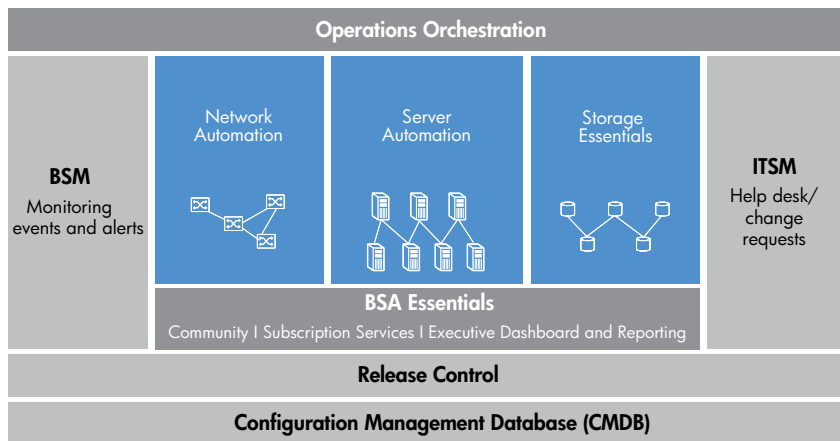 Operations Orchestration
BSM
Monitoring
events and alerts
Network
Automation
Server
Automation
Storage
Essentials
ITSM
Help desk/
change
requests
BSA Essentials
Community I Subscription Services I Executive Dashboard and Reporting
Release Control
Configuration Management Database (CMDB)